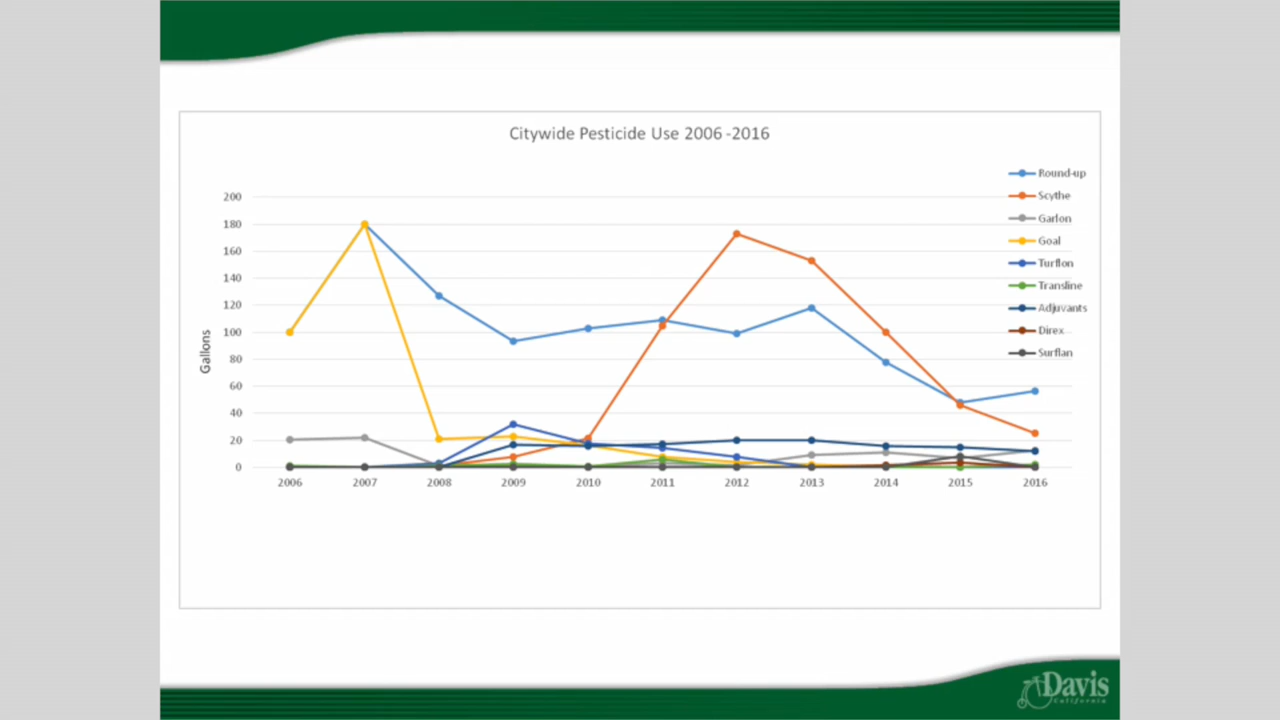 Citywide Pesticide Use 2006 -2016
Round-up
Scythe
Garlon
Goal
Turflon
Transline
Adjuvants
Direx
Surflan
Gallons
200
180
160
140
120
100
80
60
40
20
0
2006 2007 2008 2009 2010 2011 2012 2013 2014 2015 2016
Davis
California